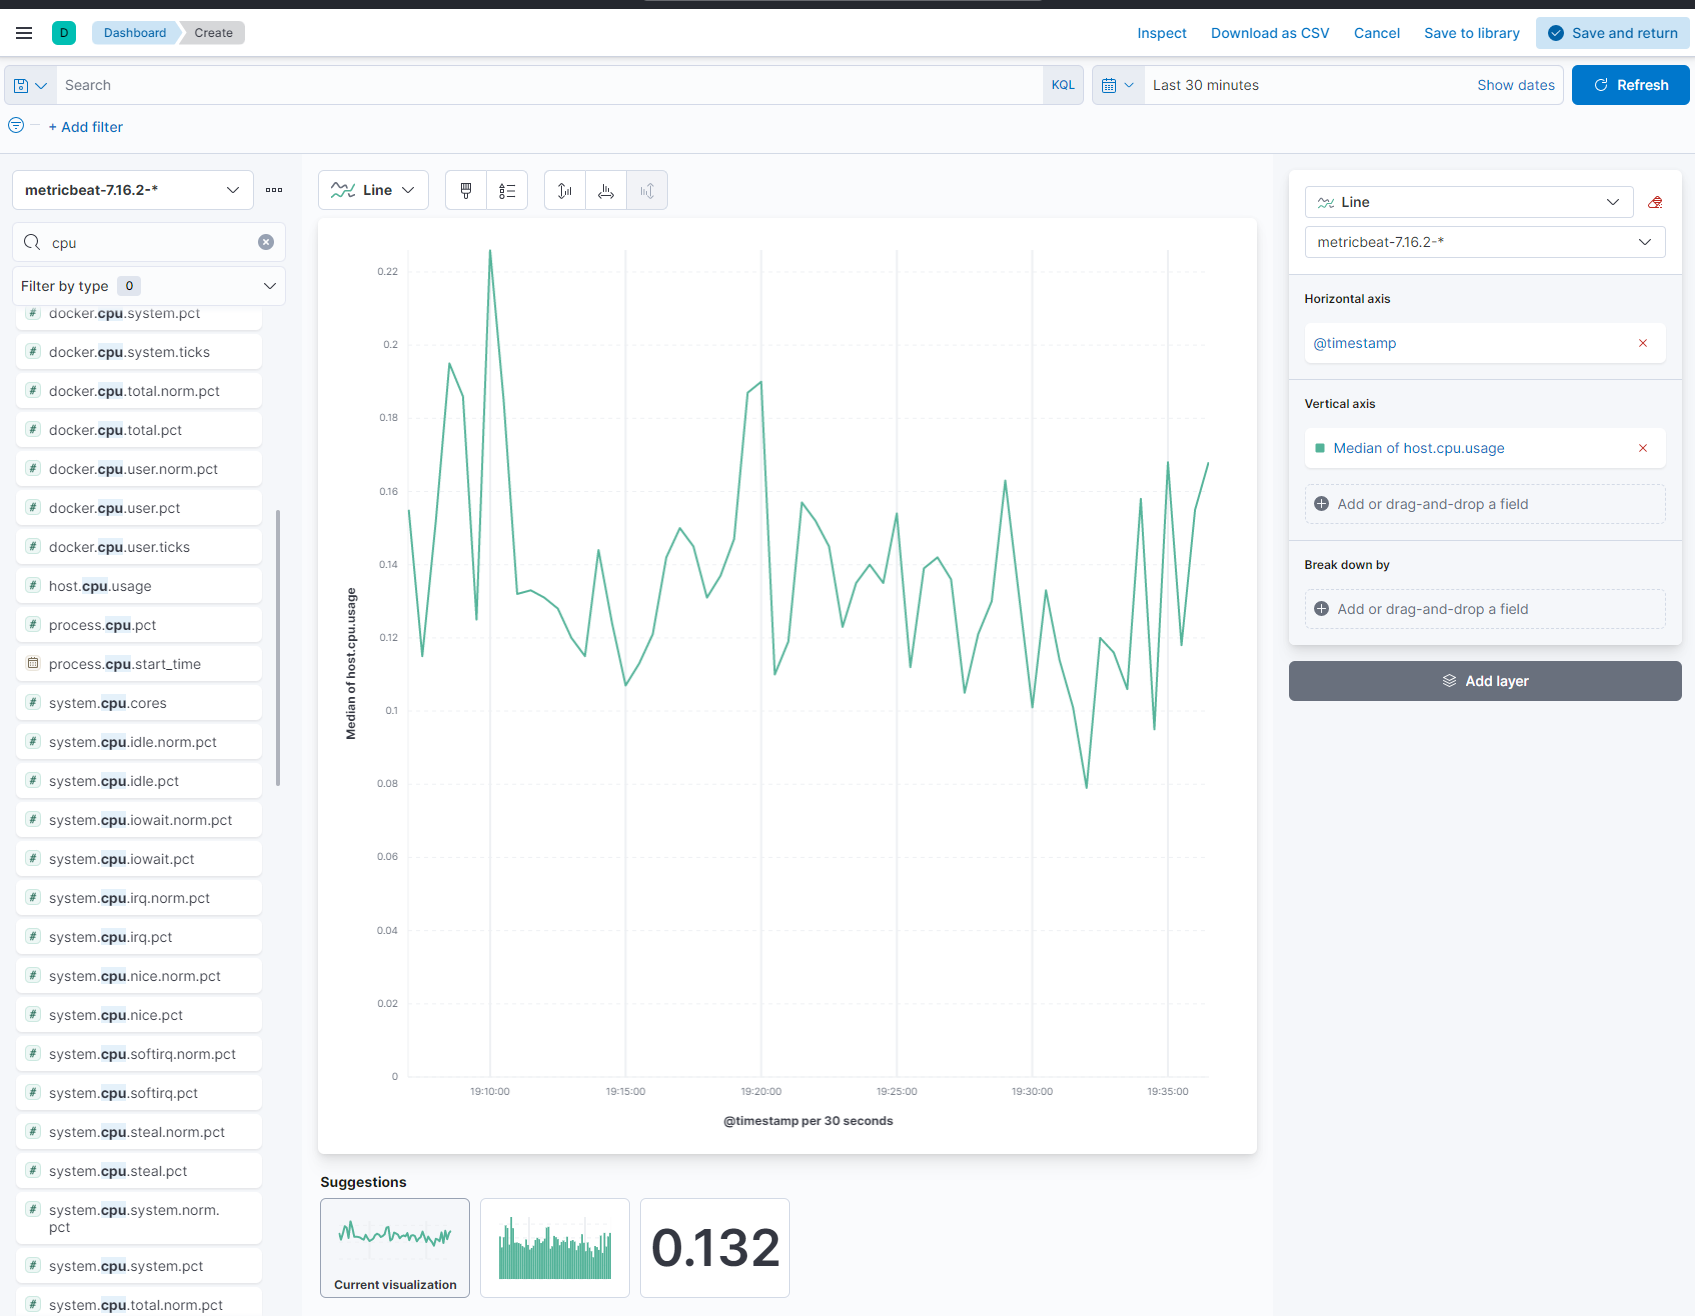 D Dashboard Create Inspect Download as CSV Cancel Save to library Save and return
Search KQL Last 30 minutes Show dates Refresh
+ Add filter
metricbeat-7.16.2-*
cpu
Filter by type 0
docker.cpu.system.pct
docker.cpu.system.ticks
docker.cpu.total.norm.pct
docker.cpu.total.pct
docker.cpu.user.norm.pct
docker.cpu.user.pct
docker.cpu.user.ticks
host.cpu.usage
process.cpu.pct
process.cpu.start_time
system.cpu.cores
system.cpu.idle.norm.pct
system.cpu.idle.pct
system.cpu.iowait.norm.pct
system.cpu.iowait.pct
system.cpu.irq.norm.pct
system.cpu.irq.pct
system.cpu.nice.norm.pct
system.cpu.nice.pct
system.cpu.softirq.norm.pct
system.cpu.softirq.pct
system.cpu.steal.norm.pct
system.cpu.steal.pct
system.cpu.system.norm.
pct
system.cpu.system.pct
system.cpu.total.norm.pct
Line
0.22
0.2
0.18
0.16
0.14
0.12
0.1
0.08
0.06
0.04
0.02
0
Median of host.cpu.usage
19:10:00 19:15:00 19:20:00 19:25:00 19:30:00 19:35:00
@timestamp per 30 seconds
Suggestions
Current visualization
0.132
Line
metricbeat-7.16.2-*
Horizontal axis
@timestamp
Vertical axis
Median of host.cpu.usage
Add or drag-and-drop a field
Break down by
Add or drag-and-drop a field
Add layer